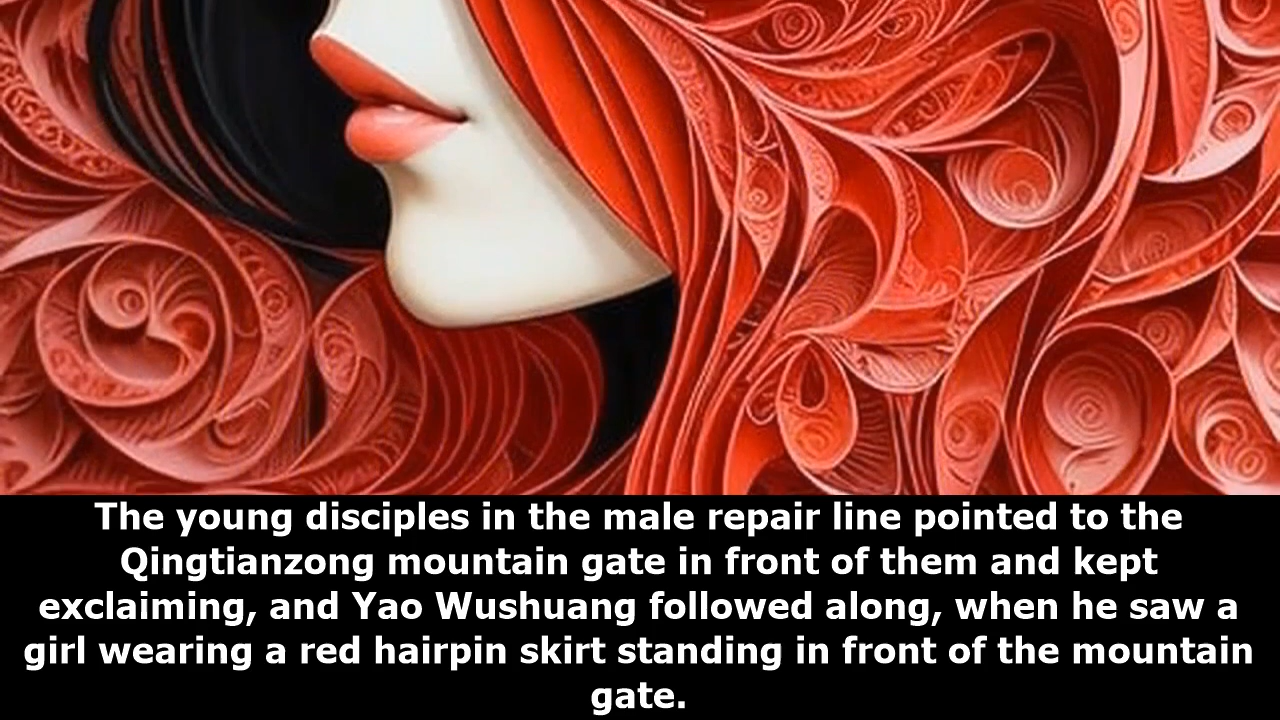 The young disciples in the male repair line pointed to the
Qingtianzong mountain gate in front of them and kept
exclaiming, and Yao Wushuang followed along, when he saw a
girl wearing a red hairpin skirt standing in front of the mountain
gate.